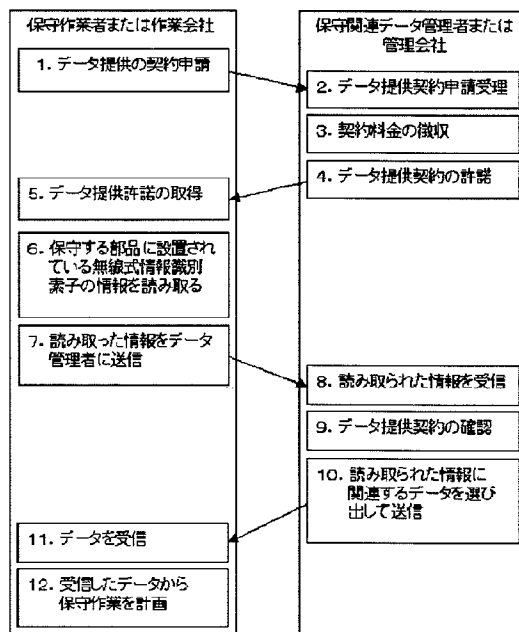 保守作業者または作業会社
1. データ提供の契約申請
5. データ提供許諾の取得
6. 保守する部品に設置され
ている無線式情報識別
素子の情報を読み取る
7. 読み取った情報をデータ
管理者に送信
11. データを受信
12. 受信したデータから
保守作業を計画
保守関連データ管理者または
管理会社
2. データ提供契約申請受理
3. 契約料金の徴収
4. データ提供契約の許諾
8. 読み取られた情報を受信
9. データ提供契約の確認
10. 読み取られた情報に
関連するデータを選び
出して送信